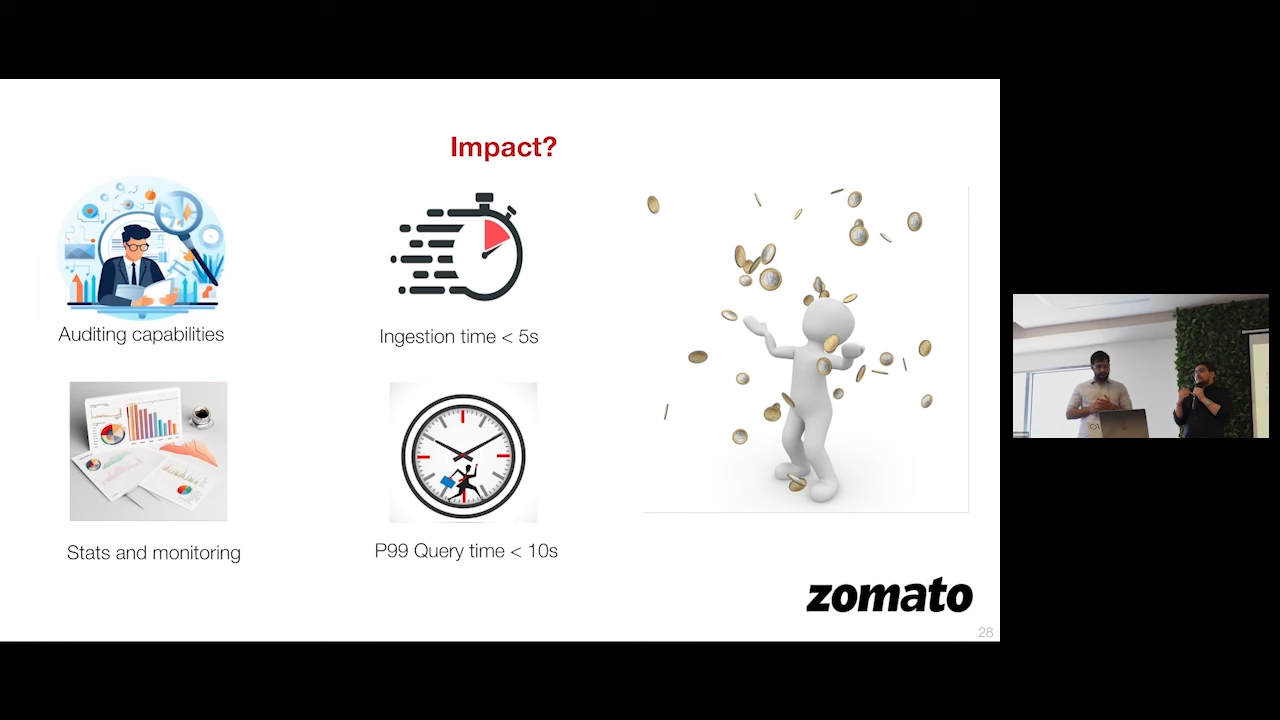 Impact?
Auditing capabilities
Ingestion time < 5s
Stats and monitoring
P99 Query time < 10s
zomato
28